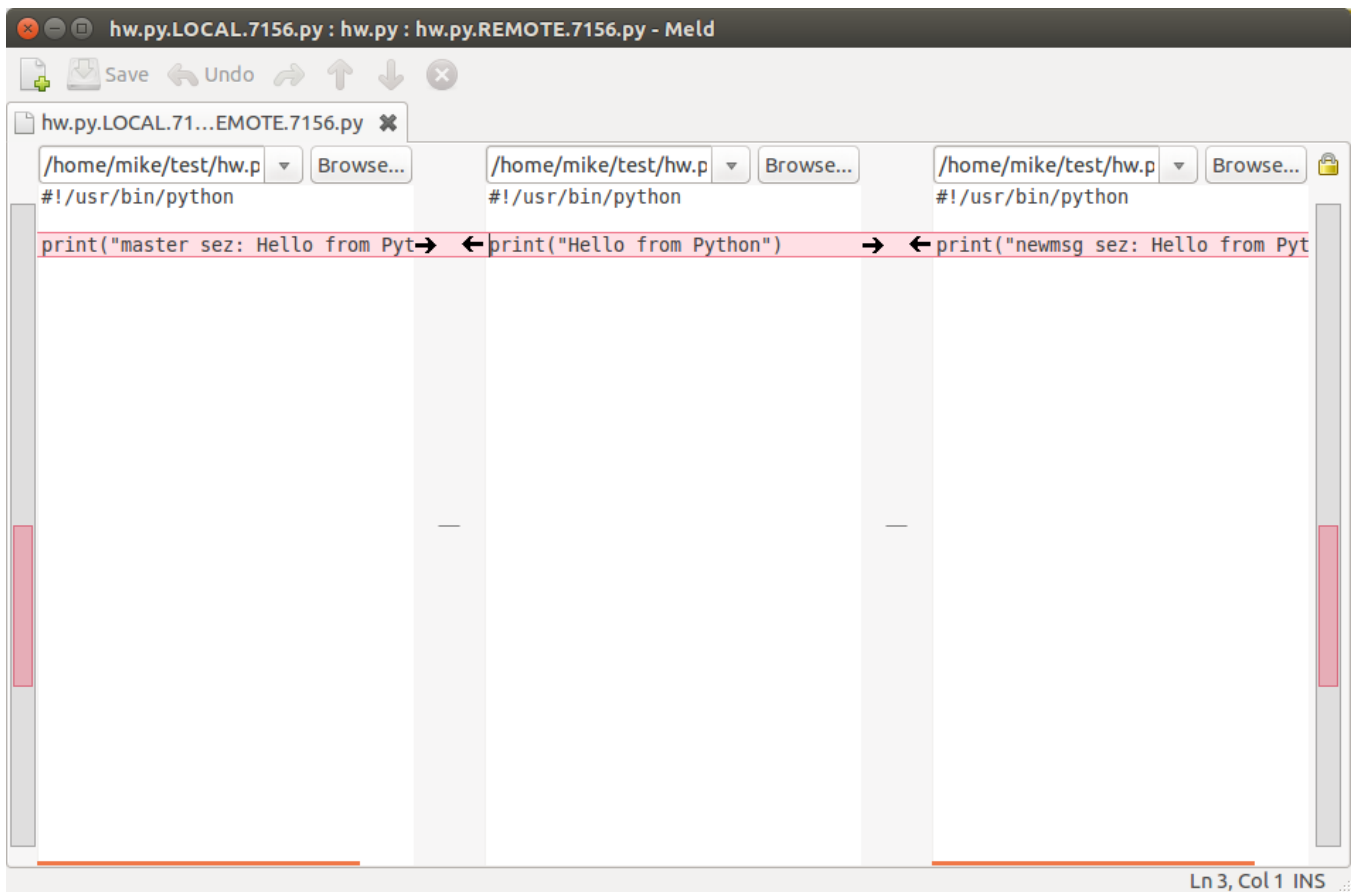 hw.py.LOCAL.7156.py : hw.py : hw.py.REMOTE.7156.py - Meld
Save Undo
hw.py.LOCAL.71...EMOTE.7156.py
/home/mike/test/hw.p Browse... /home/mike/test/hw.p Browse... /home/mike/test/hw.p Browse...
#!/usr/bin/python #!/usr/bin/python #!/usr/bin/python
print("master sez: Hello from Pyt print("Hello from Python") print("newmsg sez: Hello from Pyt
Ln 3, Col 1 INS